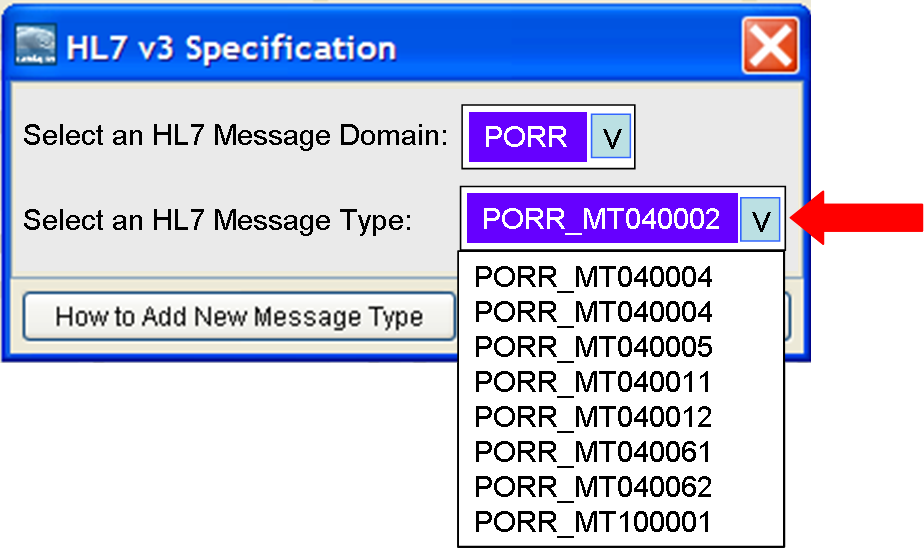 HL7 v3 Specification
Select an HL7 Message Domain: PORR V
Select an HL7 Message Type: PORR_MT040002 V
PORR_MT040004
PORR_MT040004
PORR_MT040005
PORR_MT040011
PORR_MT040012
PORR_MT040061
PORR_MT040062
PORR_MT100001
How to Add New Message Type